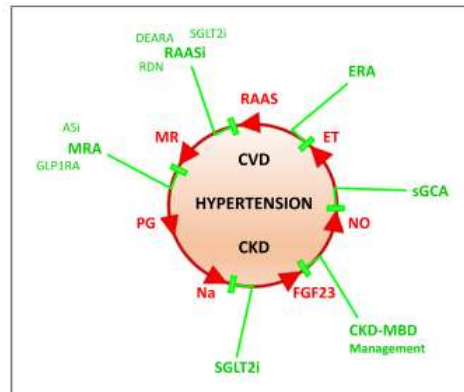 DEARA
SGLT2i
RAASi
RDN
ERA
RAAS
ASi
MRA
GLP1RA
MR
ET
CVD
HYPERTENSION
CKD
sGCA
PG
NO
Na
FGF23
CKD-MBD
Management
SGLT2i